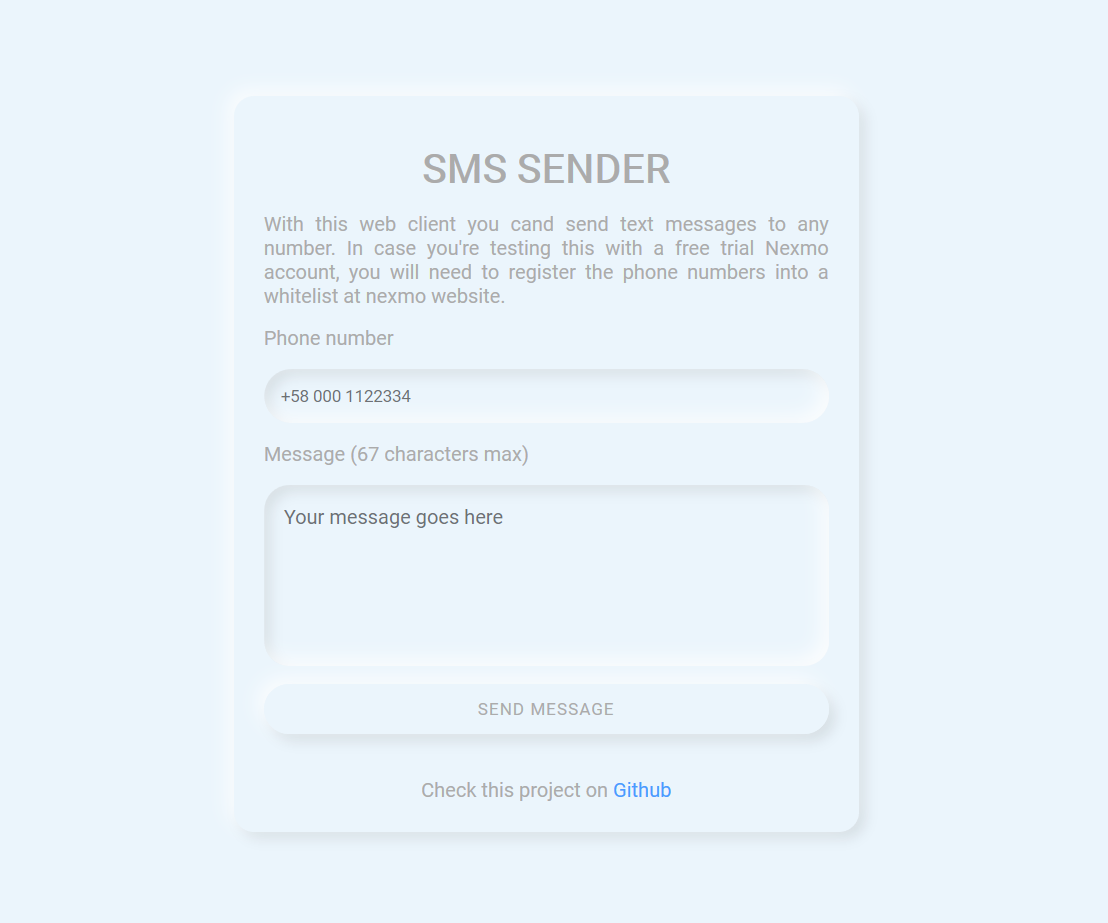 SMS SENDER
With this web client you cand send text messages to any
number. In case you're testing this with a free trial Nexmo
account, you will need to register the phone numbers into a
whitelist at nexmo website.
Phone number
+58 000 1122334
Message (67 characters max)
Your message goes here
SEND MESSAGE
Check this project on Github